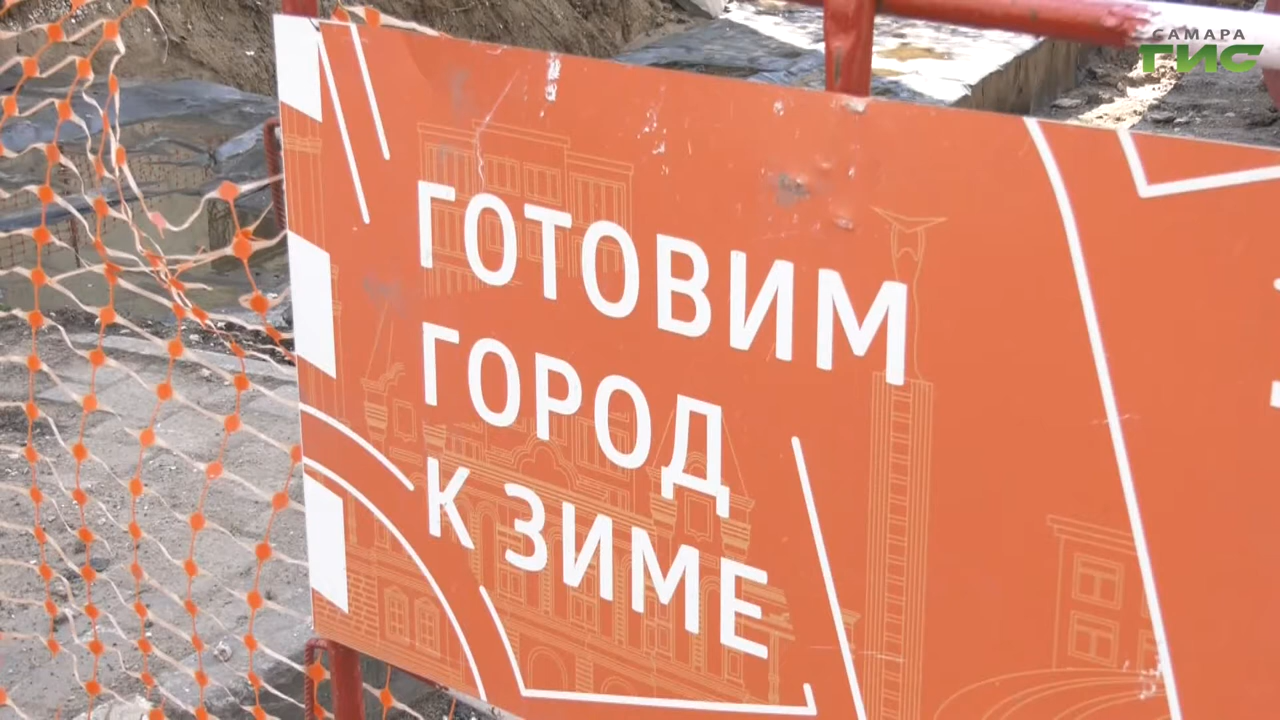 САМАРА
ГИС
ГОТОВИМ
ГОРОД
К ЗИМЕ